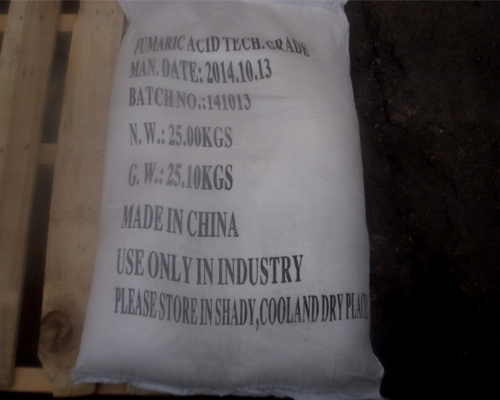 FUMARIC ACID TECH. GRADE
MAN. DATE: 2014.10.13
BATCH NO.:141013
N. W.: 25.00KGS
G. W.: 25.10KGS
MADE IN CHINA
USE ONLY IN INDUSTRY
PLEASE STORE IN SHADY,COOLAND DRY PLACE